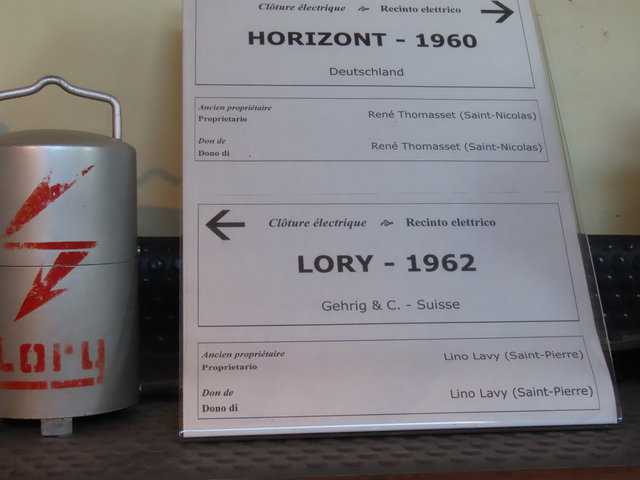 Clôture électrique Recinto elettrico
HORIZONT - 1960
Deutschland
Ancien propriétaire
Proprietario
René Thomasset (Saint-Nicolas)
Don de
Dono di
René Thomasset (Saint-Nicolas)
Clôture électrique Recinto elettrico
LORY - 1962
Gehrig & C. - Suisse
Ancien propriétaire
Proprietario
Lino Lavy (Saint-Pierre)
Don de
Dono di
Lino Lavy (Saint-Pierre)
Lory